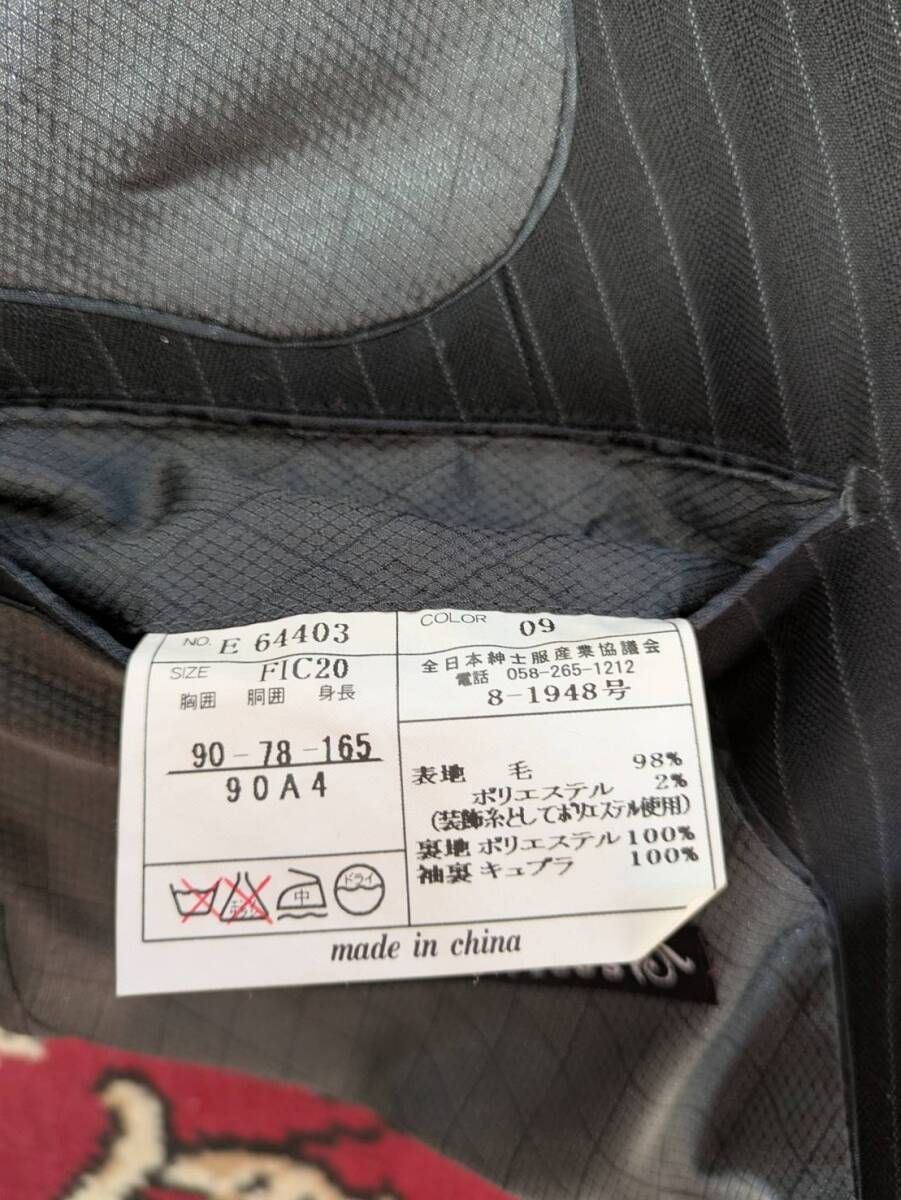 NO. E 64403
COLOR 09
SIZE FIC20
胸囲 胴囲 身長
90-78-165
90A4
全日本紳士服産業協議会
電話 058-265-1212
8-1948号
表地 毛 98%
ポリエステル 2%
(装飾糸としてポリエステル使用)
裏地 ポリエステル 100%
袖裏 キュプラ 100%
中
ドライ
made in china